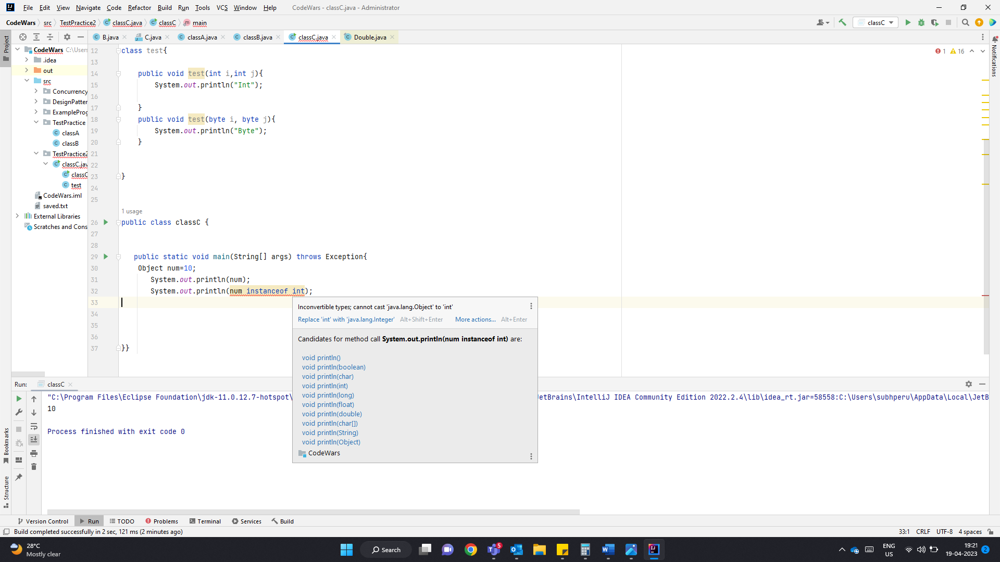 File Edit View Navigate Code Refactor Build Run Tools VCS Window Help CodeWars - classC.java - Administrator
CodeWars src TestPractice2 classC.java classC main
classC
B.java C.java classA.java classB.java classC.java Double.java
Project
Notifications
CodeWars C:\Users
.idea
out
src
Concurrency
DesignPatter
ExampleProg
TestPractice
classA
classB
TestPractice2
classC.jav
classC
test
CodeWars.iml
saved.txt
External Libraries
Scratches and Cons
1 16
12 class test{
13
14 public void test(int i,int j){
15 System.out.println("Int");
16
17 }
18 public void test(byte i, byte j){
19 System.out.println("Byte");
20 }
21
22
23 }
24
25
1 usage
26 public class classC {
27
28
29 public static void main(String[] args) throws Exception{
30 Object num=10;
31 System.out.println(num);
32 System.out.println(num instanceof int);
33
34
35
36
37 }}
Inconvertible types; cannot cast 'java.lang.Object' to 'int'
Replace 'int' with 'java.lang.Integer' Alt+Shift+Enter More actions... Alt+Enter
Candidates for method call System.out.println(num instanceof int) are:
void println()
void println(boolean)
void println(char)
void println(int)
void println(long)
void println(float)
void println(double)
void println(char[])
void println(String)
void println(Object)
CodeWars
Run: classC
"C:\Program Files\Eclipse Foundation\jdk-11.0.12.7-hotspot\ JetBrains\IntelliJ IDEA Community Edition 2022.2.4\lib\idea_rt.jar=58558:C:\Users\subhperu\AppData\Local\JetB
10
Process finished with exit code 0
Bookmarks
Structure
Version Control Run TODO Problems Terminal Services Build
Build completed successfully in 2 sec, 121 ms (2 minutes ago) 33:1 CRLF UTF-8 4 spaces
28°C
Mostly clear
Search
5
ENG
US
19:21
19-04-2023
2